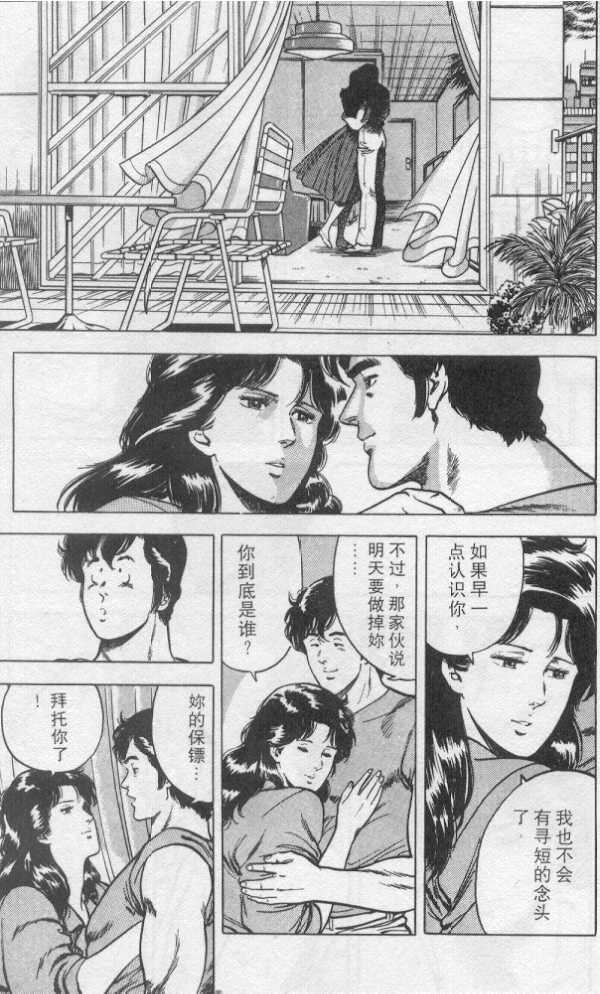 如果早一
点认识你，
我也不会
有寻短的念头
了．
不过，那家伙说
明天要做掉妳
……
你到底是谁？
妳的保镖…
拜托你了
！